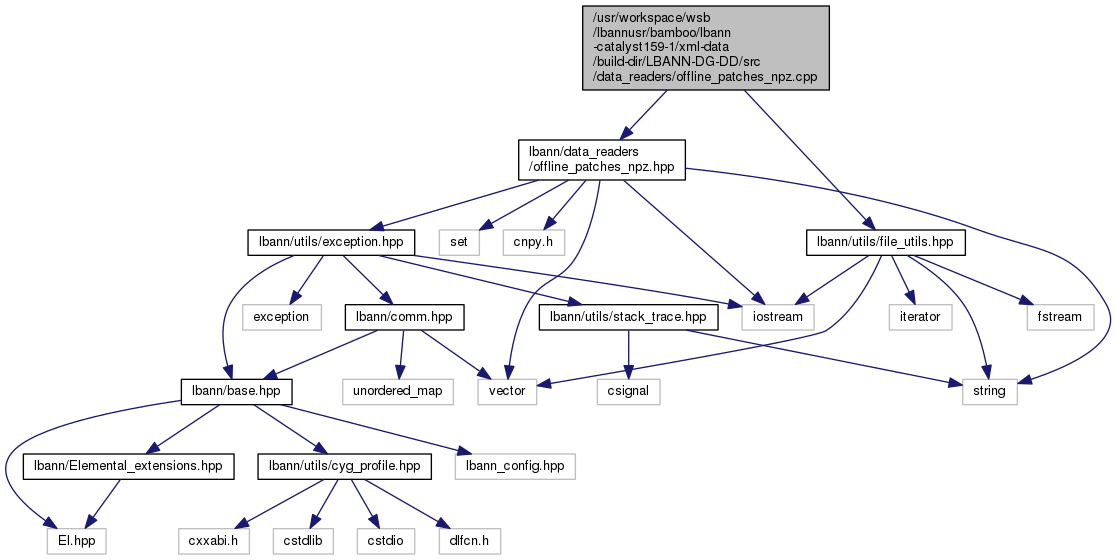 /usr/workspace/wsb
/lbannusr/bamboo/lbann
-catalyst159-1/xml-data
/build-dir/LBANN-DG-DD/src
/data_readers/offline_patches_npz.cpp
lbann/data_readers
/offline_patches_npz.hpp
lbann/utils/exception.hpp
set
cnpy.h
lbann/utils/file_utils.hpp
exception
lbann/comm.hpp
lbann/utils/stack_trace.hpp
iostream
iterator
fstream
lbann/base.hpp
unordered_map
vector
csignal
string
lbann/Elemental_extensions.hpp
lbann/utils/cyg_profile.hpp
lbann_config.hpp
El.hpp
cxxabi.h
cstdlib
cstdio
dlfcn.h